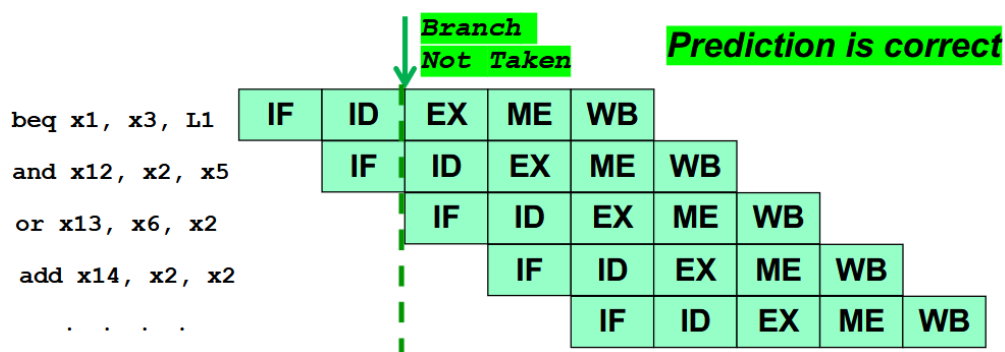 Branch
Not Taken
Prediction is correct
beq x1, x3, L1 IF ID EX ME WB
and x12, x2, x5 IF ID EX ME WB
or x13, x6, x2 IF ID EX ME WB
add x14, x2, x2 IF ID EX ME WB
. . . . IF ID EX ME WB